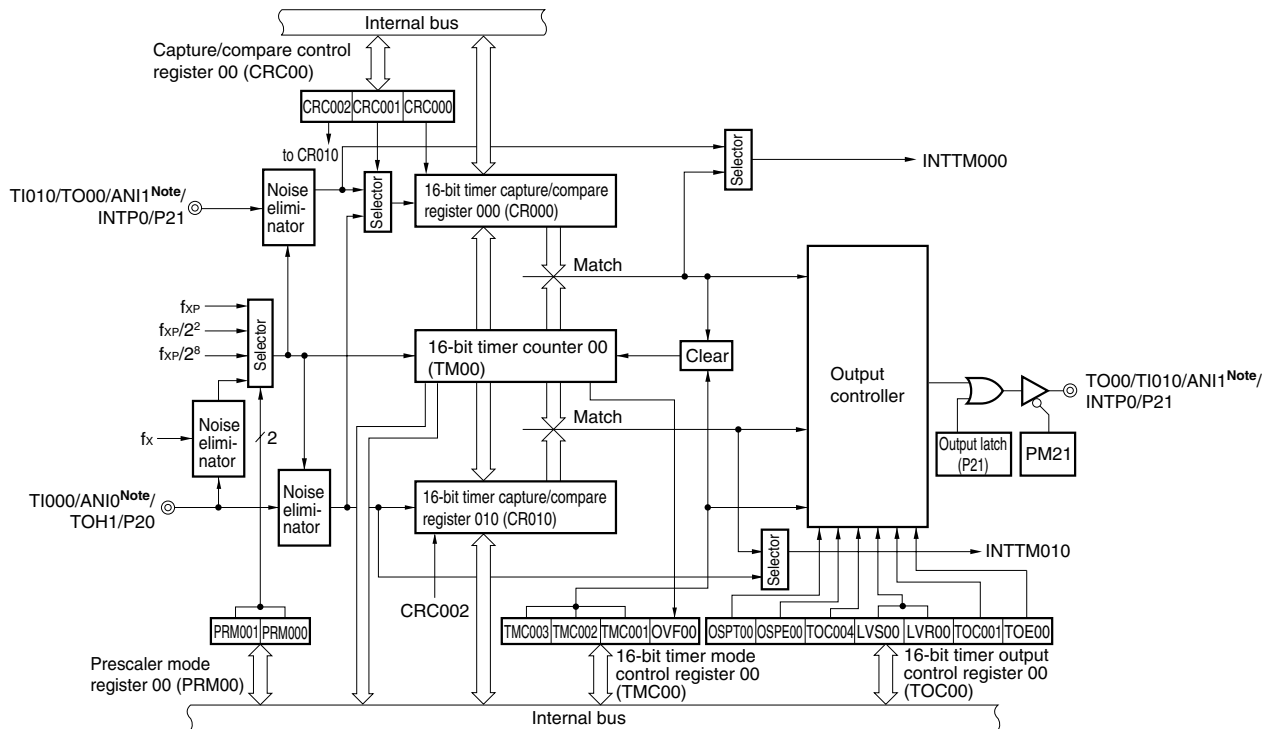 Internal bus
Capture/compare control
register 00 (CRC00)
CRC002 CRC001 CRC000
to CR010
TI010/TO00/ANI1Note/
INTP0/P21
Noise
elimi-
nator
Selector
16-bit timer capture/compare
register 000 (CR000)
Selector
INTTM000
Match
fXP
fXP/2²
fXP/2⁸
Selector
16-bit timer counter 00
(TM00)
Clear
Output
controller
TO00/TI010/ANI1Note/
INTP0/P21
Match
fX
Noise
elimi-
nator
2
Output latch
(P21)
PM21
TI000/ANI0Note/
TOH1/P20
Noise
elimi-
nator
16-bit timer capture/compare
register 010 (CR010)
Selector
INTTM010
CRC002
PRM001 PRM000
TMC003 TMC002 TMC001 OVF00
OSPT00 OSPE00 TOC004 LVS00 LVR00 TOC001 TOE00
Prescaler mode
register 00 (PRM00)
16-bit timer mode
control register 00
(TMC00)
16-bit timer output
control register 00
(TOC00)
Internal bus